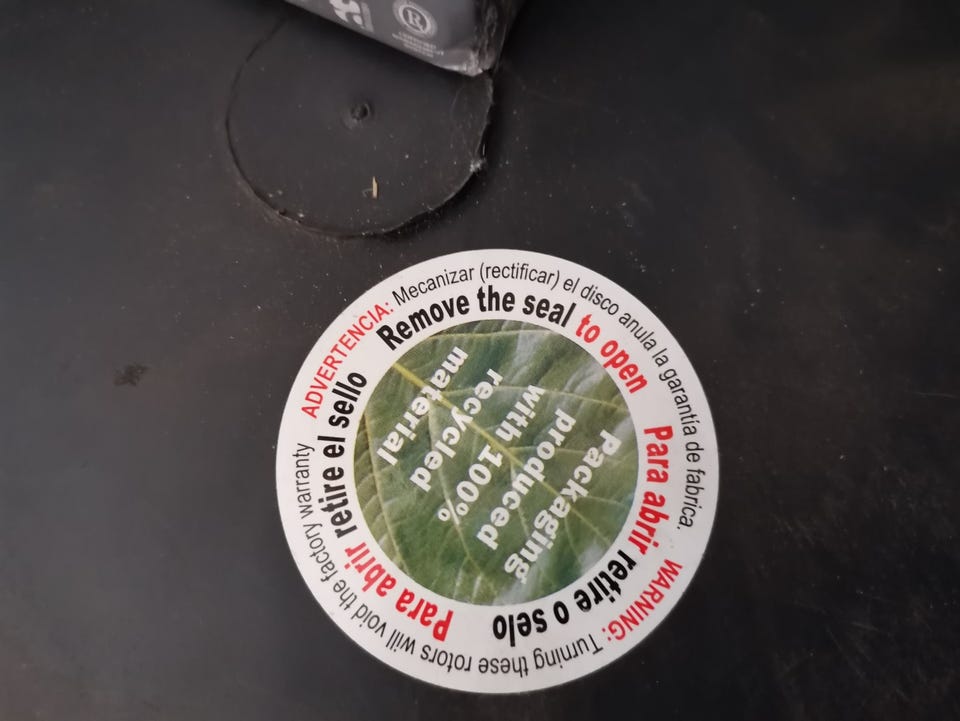 ADVERTENCIA: Mecanizar (rectificar) el disco anula la garantía de fabrica.
WARNING: Turning these rotors will void the factory warranty
Remove the seal to open
Para abrir retire o selo
Para abrir retire el sello
Packaging
produced
with 100%
recycled
material
R